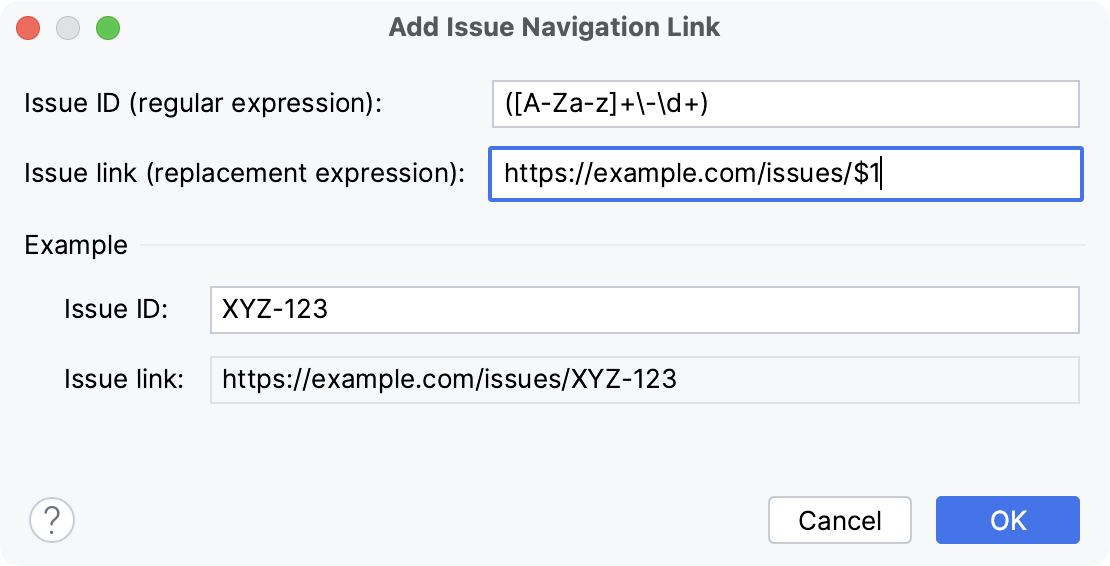 Add Issue Navigation Link
Issue ID (regular expression): ([A-Za-z]+\-\d+)
Issue link (replacement expression): https://example.com/issues/$1
Example
Issue ID: XYZ-123
Issue link: https://example.com/issues/XYZ-123
? Cancel OK